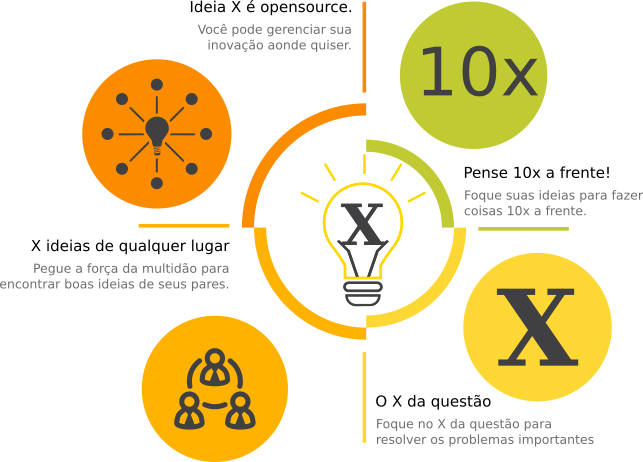 Ideia X é opensource.
Você pode gerenciar sua
inovação aonde quiser.
10x
Pense 10x a frente!
Foque suas ideias para fazer
coisas 10x a frente.
X
X ideias de qualquer lugar
Pegue a força da multidão para
encontrar boas ideias de seus pares.
X
O X da questão
Foque no X da questão para
resolver os problemas importantes